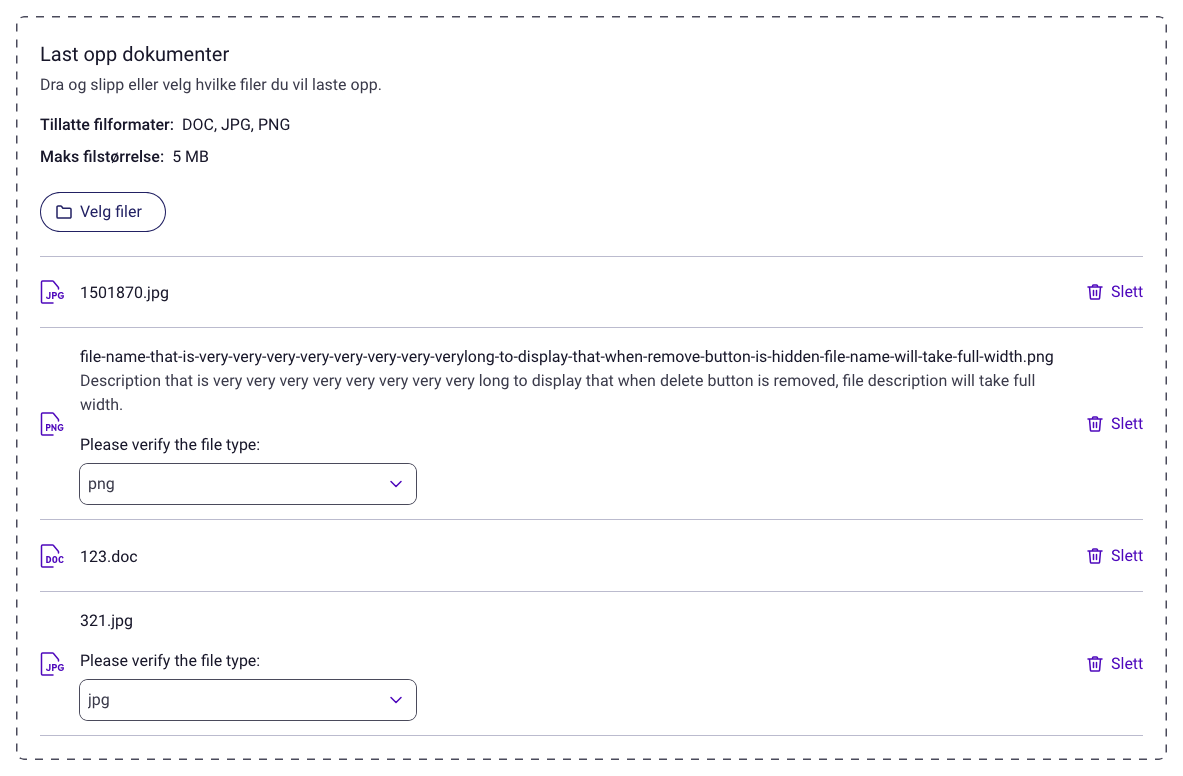 Last opp dokumenter
Dra og slipp eller velg hvilke filer du vil laste opp.
Tillatte filformater: DOC, JPG, PNG
Maks filstørrelse: 5 MB
Velg filer
JPG 1501870.jpg Slett
file-name-that-is-very-very-very-very-very-very-very-verylong-to-display-that-when-remove-button-is-hidden-file-name-will-take-full-width.png
Description that is very very very very very very very very long to display that when delete button is removed, file description will take full
width.
PNG Slett
Please verify the file type:
png
DOC 123.doc Slett
321.jpg
Please verify the file type:
JPG Slett
jpg